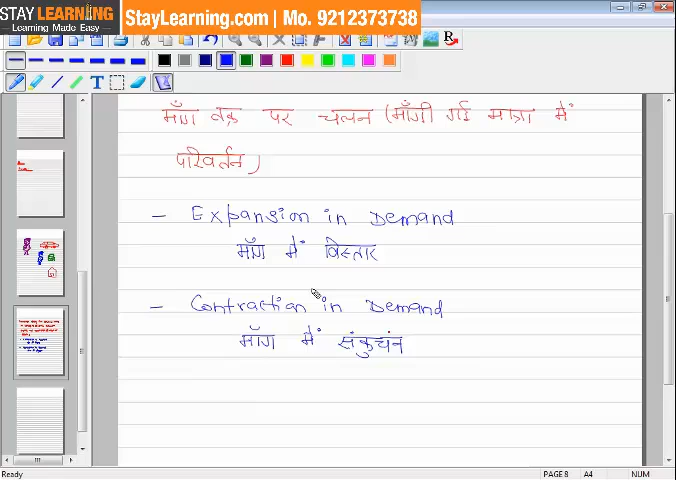 STAY LEARNING
Learning Made Easy
StayLearning.com | Mo. 9212373738
माँग वक्र पर चलन (माँगी गई मात्रा में
परिवर्तन)
- Expansion in Demand
माँग में विस्तार
- Contraction in Demand
माँग में संकुचंन
Ready
PAGE 8
A4
NUM